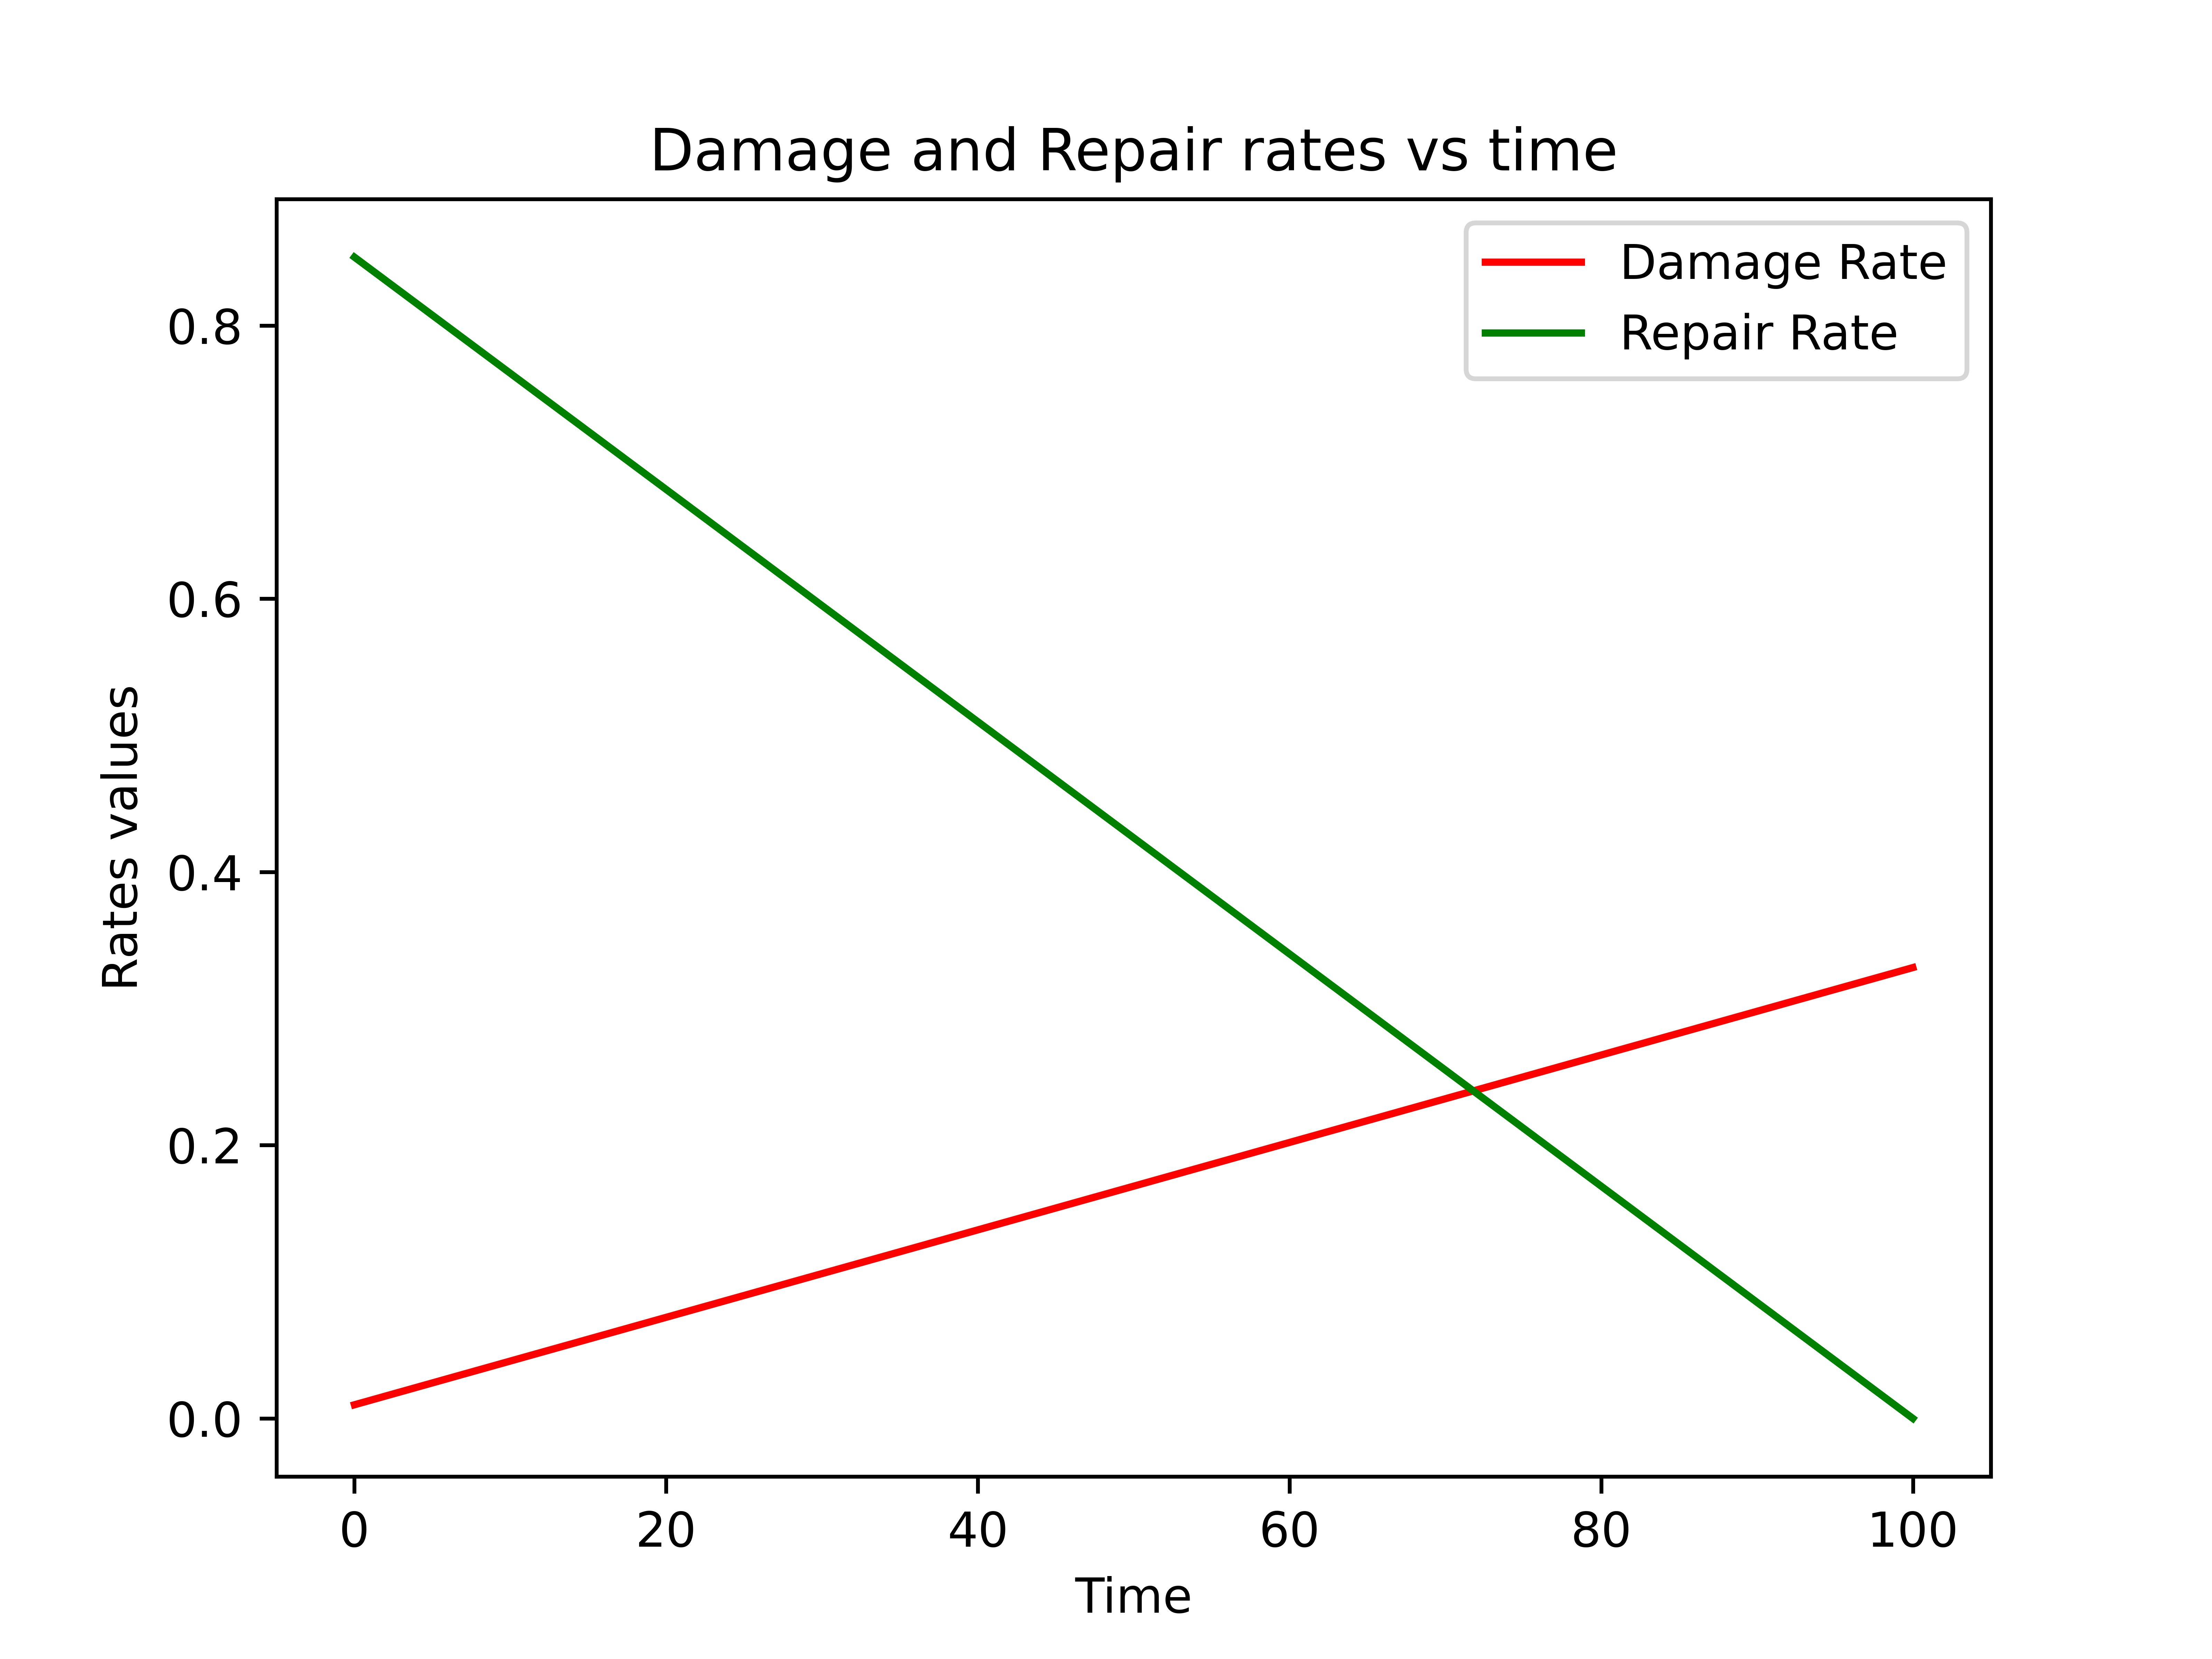 Damage and Repair rates vs time
Damage Rate
Repair Rate
Rates values
0.8
0.6
0.4
0.2
0.0
0 20 40 60 80 100
Time